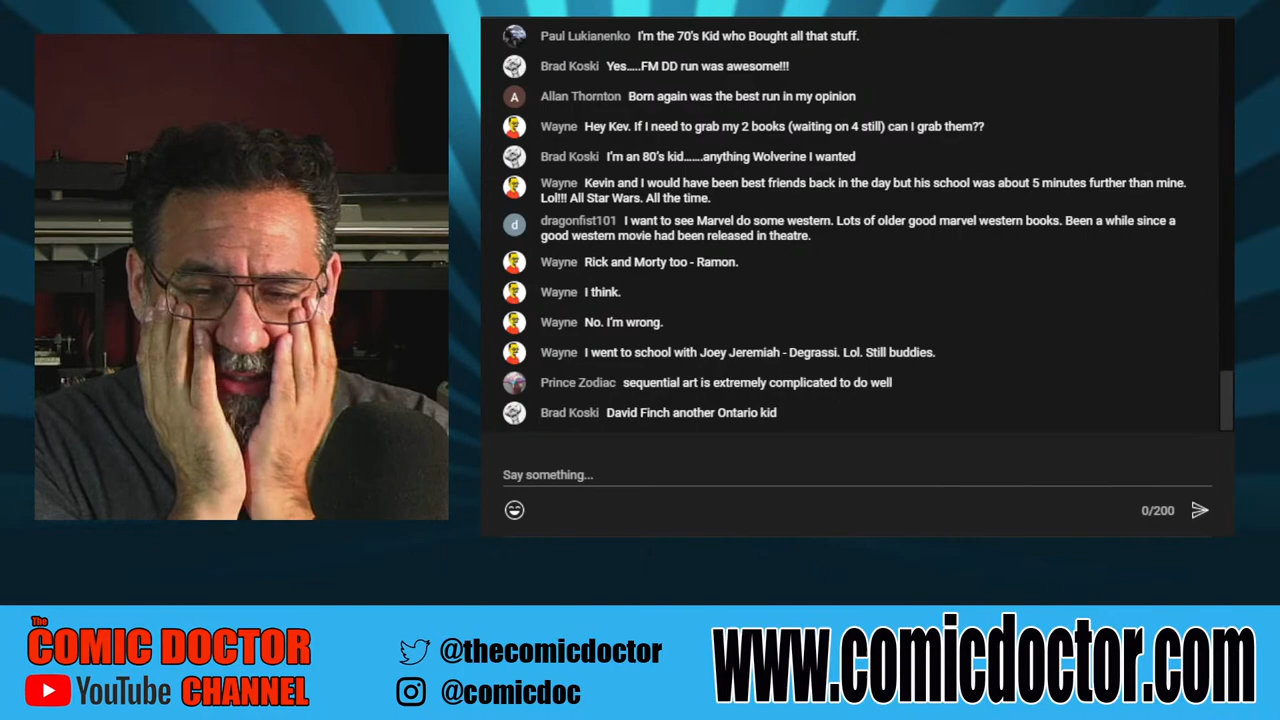 Paul Lukianenko I'm the 70's Kid who Bought all that stuff.
Brad Koski Yes.....FM DD run was awesome!!!
A Allan Thornton Born again was the best run in my opinion
Wayne Hey Kev. If I need to grab my 2 books (waiting on 4 still) can I grab them??
Brad Koski I'm an 80's kid.......anything Wolverine I wanted
Wayne Kevin and I would have been best friends back in the day but his school was about 5 minutes further than mine.
Lol!!! All Star Wars. All the time.
d dragonfist101 I want to see Marvel do some western. Lots of older good marvel western books. Been a while since a
good western movie had been released in theatre.
Wayne Rick and Morty too - Ramon.
Wayne I think.
Wayne No. I'm wrong.
Wayne I went to school with Joey Jeremiah - Degrassi. Lol. Still buddies.
Prince Zodiac sequential art is extremely complicated to do well
Brad Koski David Finch another Ontario kid
Say something...
0/200
The
COMIC DOCTOR
YouTube CHANNEL
@thecomicdoctor
@comicdoc
www.comicdoctor.com